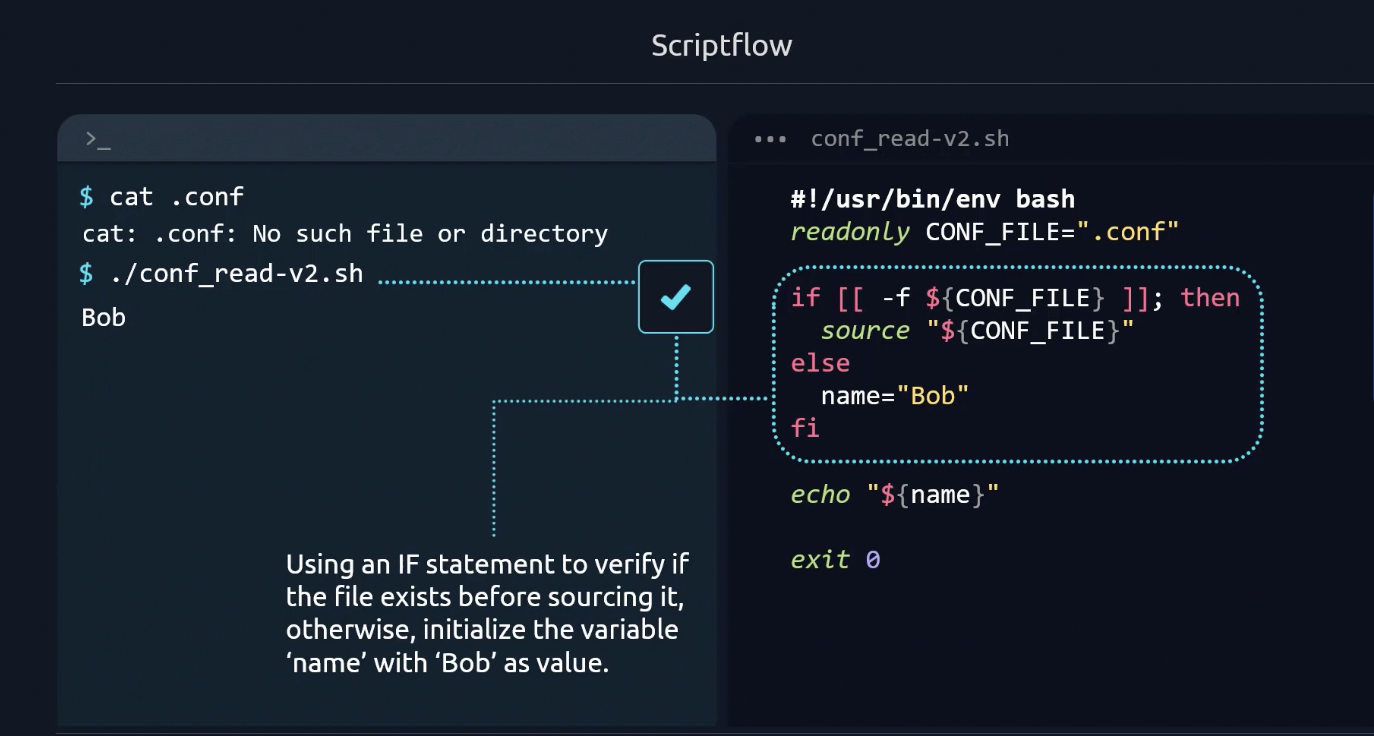 Scriptflow
>_
$ cat .conf
cat: .conf: No such file or directory
$ ./conf_read-v2.sh
Bob
Using an IF statement to verify if
the file exists before sourcing it,
otherwise, initialize the variable
‘name’ with ‘Bob’ as value.
••• conf_read-v2.sh
#!/usr/bin/env bash
readonly CONF_FILE=".conf"
if [[ -f ${CONF_FILE} ]]; then
  source "${CONF_FILE}"
else
  name="Bob"
fi
echo "${name}"
exit 0